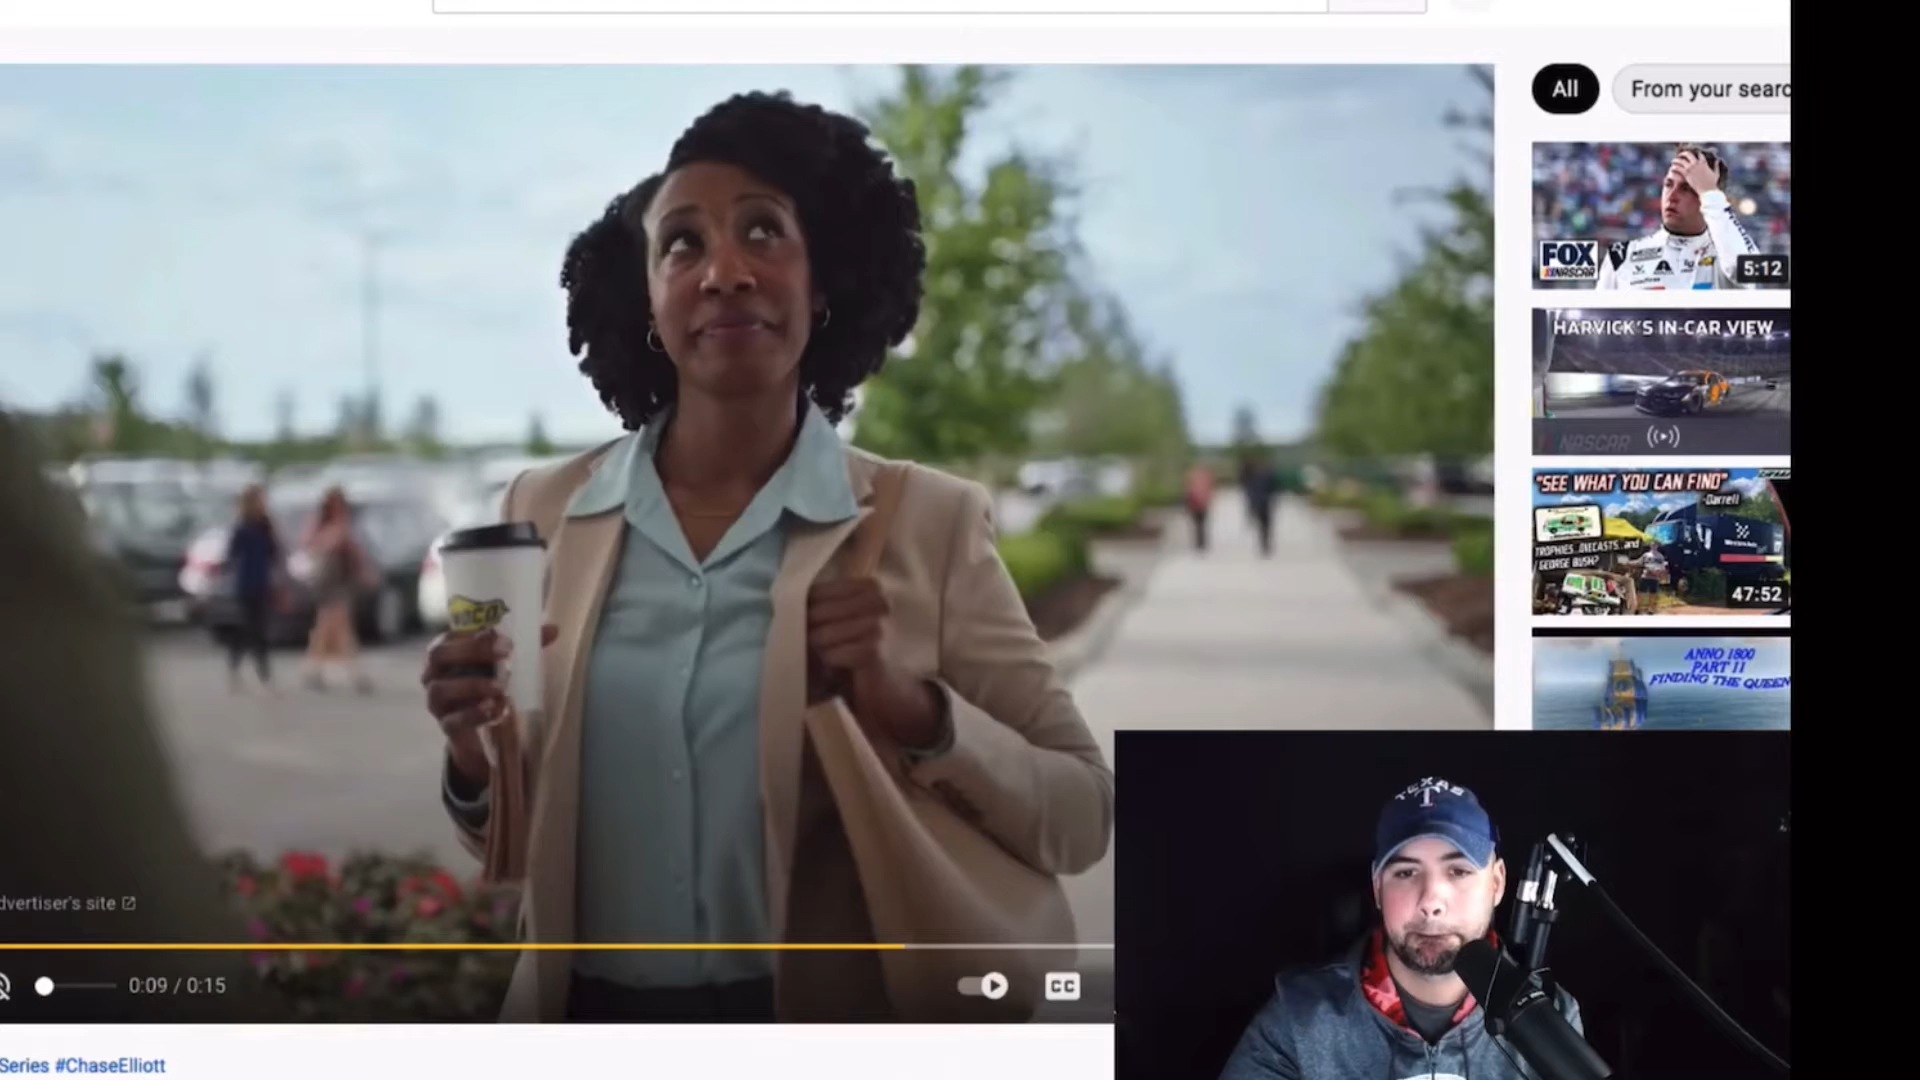 All
From your searc
FOX
NASCAR
5:12
HARVICK'S IN-CAR VIEW
NASCAR
"SEE WHAT YOU CAN FIND"
-Darrell
TROPHIES, DIECASTS, and
GEORGE BUSH?
47:52
ANNO 1800
PART 11
FINDING THE QUEEN
TEXAS
T
dvertiser's site
0:09 / 0:15
CC
Series #ChaseElliott